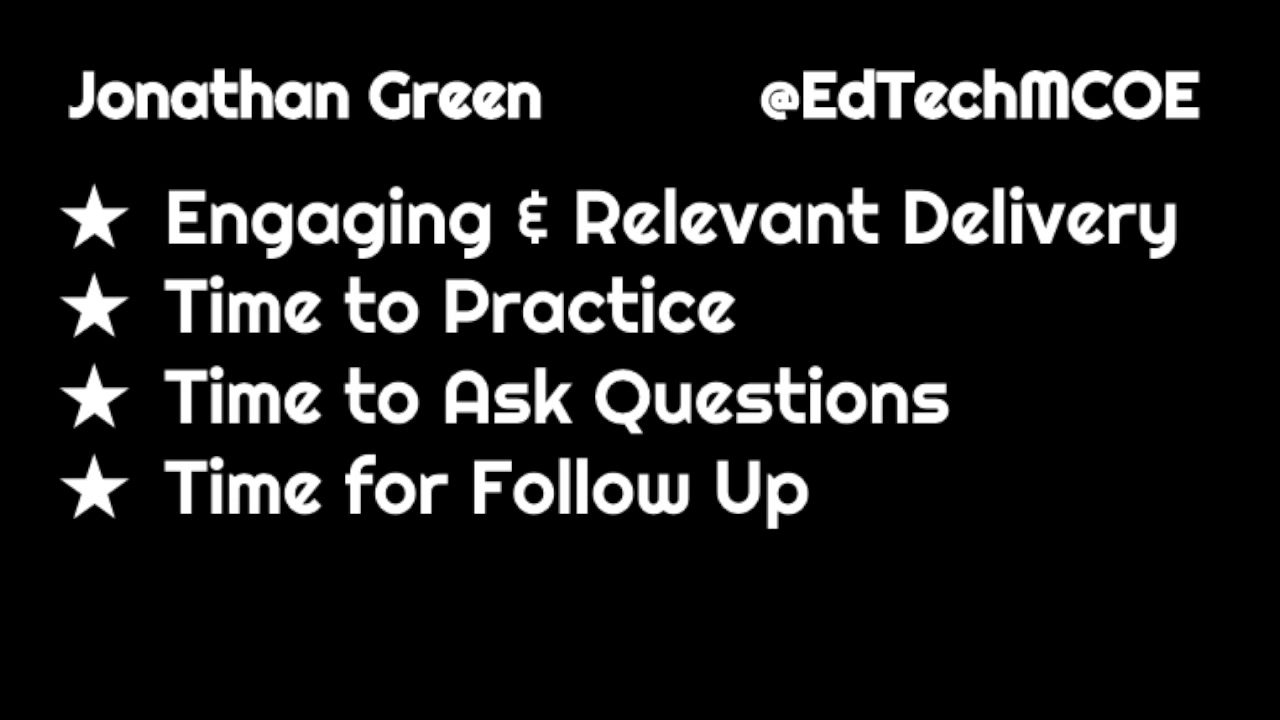 Jonathan Green @EdTechMCOE
★ Engaging & Relevant Delivery
★ Time to Practice
★ Time to Ask Questions
★ Time for Follow Up